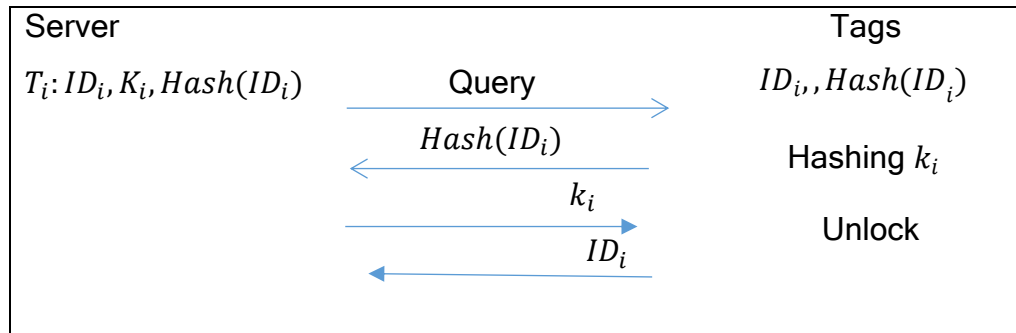 Server Tags
T_i: ID_i, K_i, Hash(ID_i) Query ID_i,, Hash(ID_i)
Hash(ID_i)
Hashing k_i
k_i
Unlock
ID_i